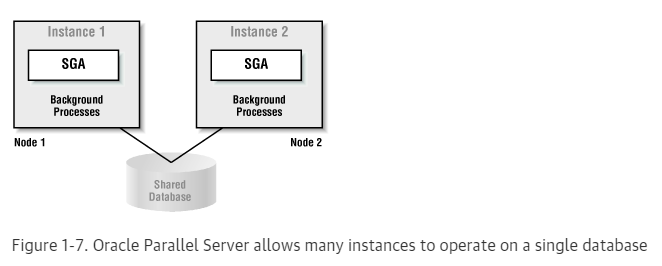 Instance 1
Instance 2
SGA
SGA
Background
Processes
Background
Processes
Node 1
Node 2
Shared
Database
Figure 1-7. Oracle Parallel Server allows many instances to operate on a single database